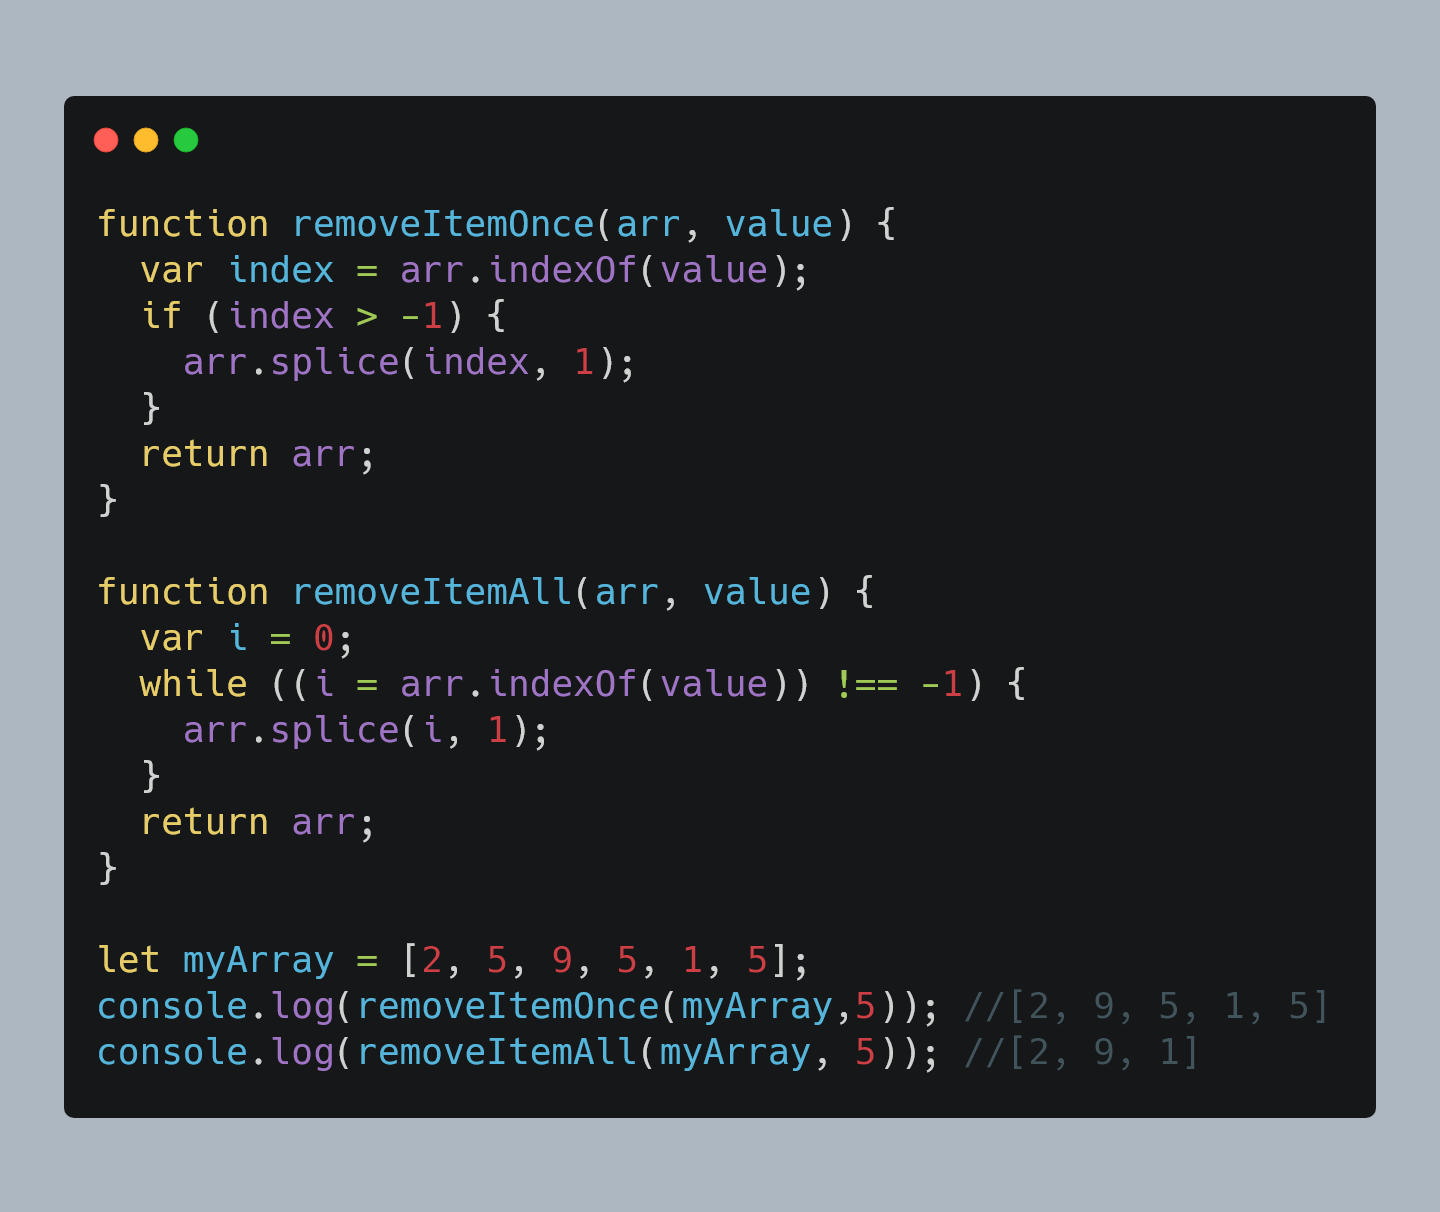 function removeItemOnce(arr, value) {
  var index = arr.indexOf(value);
  if (index > -1) {
    arr.splice(index, 1);
  }
  return arr;
}

function removeItemAll(arr, value) {
  var i = 0;
  while ((i = arr.indexOf(value)) !== -1) {
    arr.splice(i, 1);
  }
  return arr;
}

let myArray = [2, 5, 9, 5, 1, 5];
console.log(removeItemOnce(myArray,5)); //[2, 9, 5, 1, 5]
console.log(removeItemAll(myArray, 5)); //[2, 9, 1]